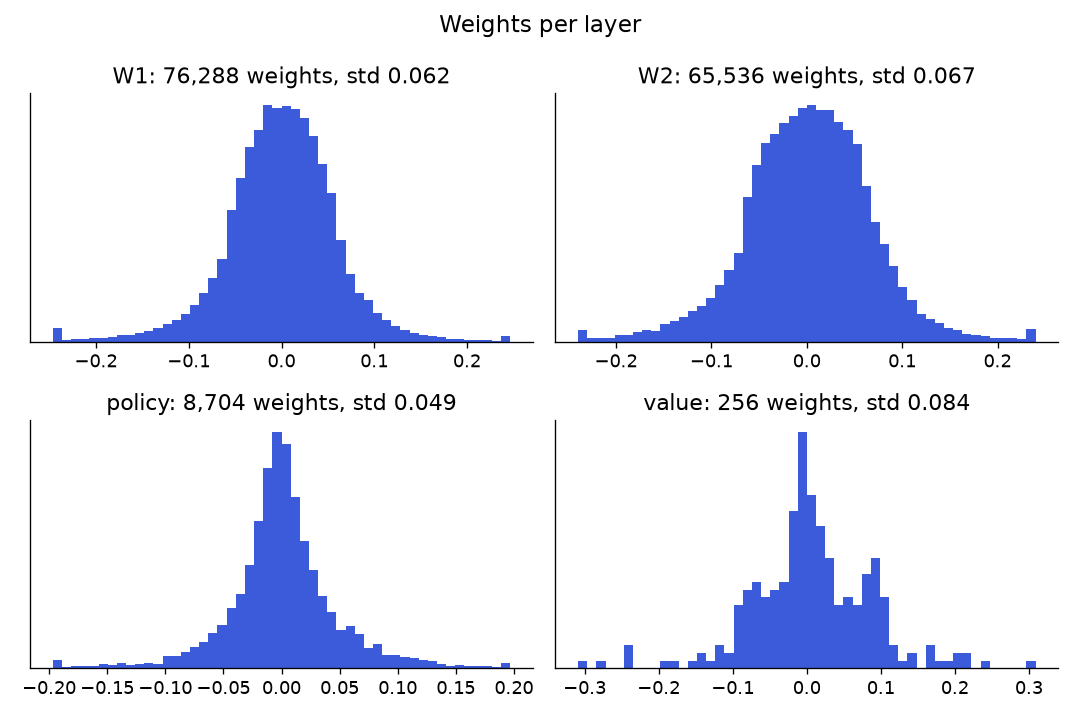 Weights per layer
W1: 76,288 weights, std 0.062
W2: 65,536 weights, std 0.067
−0.2 −0.1 0.0 0.1 0.2
−0.2 −0.1 0.0 0.1 0.2
policy: 8,704 weights, std 0.049
value: 256 weights, std 0.084
−0.20 −0.15 −0.10 −0.05 0.00 0.05 0.10 0.15 0.20
−0.3 −0.2 −0.1 0.0 0.1 0.2 0.3